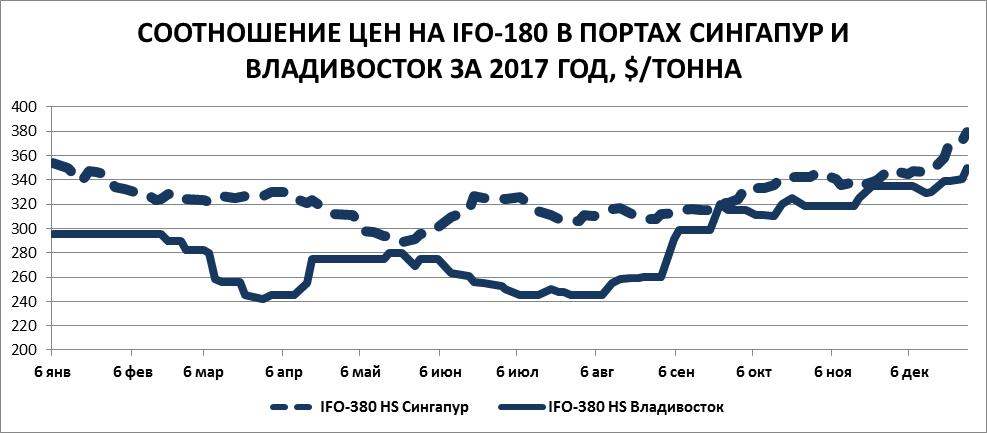 СООТНОШЕНИЕ ЦЕН НА IFO-180 В ПОРТАХ СИНГАПУР И
ВЛАДИВОСТОК ЗА 2017 ГОД, $/ТОННА
400
380
360
340
320
300
280
260
240
220
200
6 янв 6 фев 6 мар 6 апр 6 май 6 июн 6 июл 6 авг 6 сен 6 окт 6 ноя 6 дек
IFO-380 HS Сингапур IFO-380 HS Владивосток